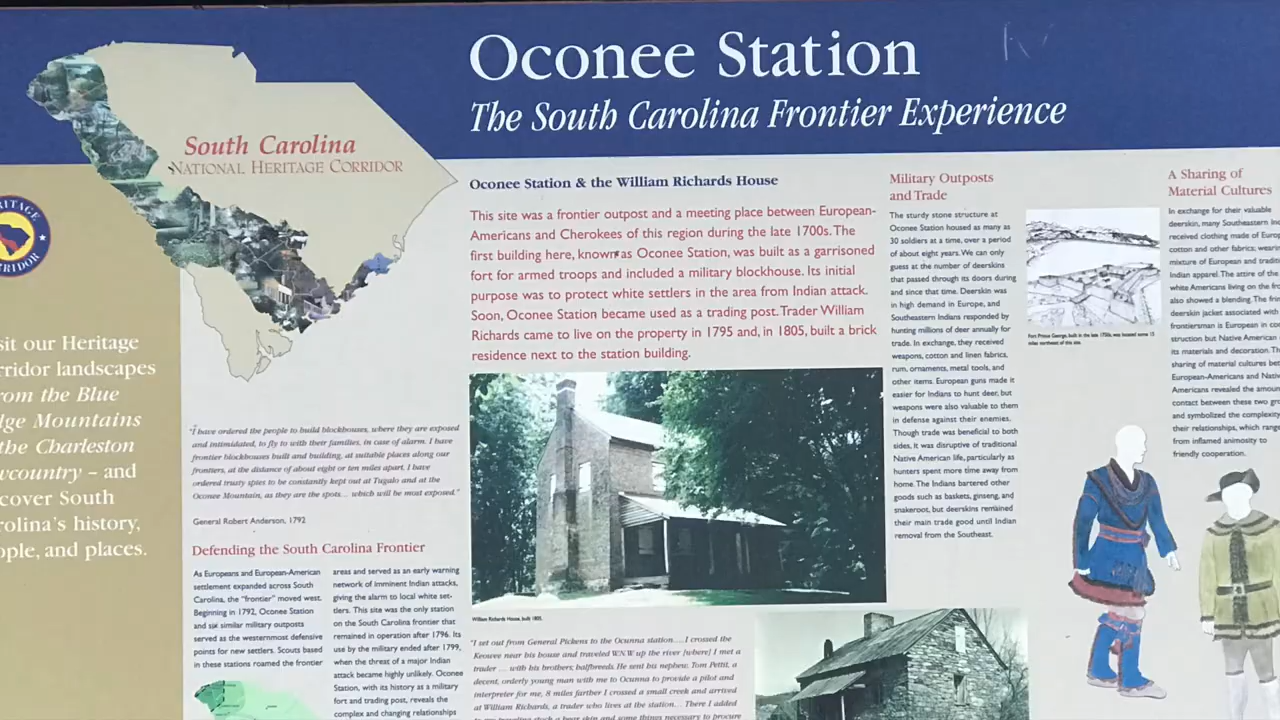 Oconee Station
The South Carolina Frontier Experience
South Carolina
NATIONAL HERITAGE CORRIDOR
HERITAGE
CORRIDOR
sit our Heritage
rridor landscapes
rom the Blue
dge Mountains
the Charleston
wcountry – and
cover South
rolina's history,
ople, and places.
"I have ordered the people to build blockhouses, where they are exposed
and intimidated, to fly to with their families, in case of alarm. I have
frontier blockhouses built and building, at suitable places along our
frontiers, at the distance of about eight or ten miles apart, I have
ordered trusty spies to be constantly kept out at Tugalo and at the
Oconee Mountain, as they are the spots... which will be most exposed."
General Robert Anderson, 1792
Defending the South Carolina Frontier
As Europeans and European-American
settlement expanded across South
Carolina, the "frontier" moved west.
Beginning in 1792, Oconee Station
and six similar military outposts
served as the westernmost defensive
points for new settlers. Scouts based
in these stations roamed the frontier
areas and served as an early warning
network of imminent Indian attacks,
giving the alarm to local white set-
tlers. This site was the only station
on the South Carolina frontier that
remained in operation after 1796. Its
use by the military ended after 1799,
when the threat of a major Indian
attack became highly unlikely. Oconee
Station, with its history as a military
fort and trading post, reveals the
complex and changing relationships
Oconee Station & the William Richards House
This site was a frontier outpost and a meeting place between European-
Americans and Cherokees of this region during the late 1700s. The
first building here, known as Oconee Station, was built as a garrisoned
fort for armed troops and included a military blockhouse. Its initial
purpose was to protect white settlers in the area from Indian attack.
Soon, Oconee Station became used as a trading post. Trader William
Richards came to live on the property in 1795 and, in 1805, built a brick
residence next to the station building.
William Richards House, built 1805.
"I set out from General Pickens to the Ocunna station.....I crossed the
Keowee near his house and traveled W.N.W up the river [where] I met a
trader ... with his brothers; halfbreeds. He sent his nephew, Tom Pettit, a
decent, orderly young man with me to Ocunna to provide a pilot and
interpreter for me, 8 miles further I crossed a small creek and arrived
at William Richards, a trader who lives at the station. There I added
to my traveling stock a bear skin and some things necessary to procure
Military Outposts
and Trade
The sturdy stone structure at
Oconee Station housed as many as
30 soldiers at a time, over a period
of about eight years. We can only
guess at the number of deerskins
that passed through its doors during
and since that time. Deerskin was
in high demand in Europe, and
Southeastern Indians responded by
hunting millions of deer annually for
trade. In exchange, they received
weapons, cotton and linen fabrics,
rum, ornaments, metal tools, and
other items. European guns made it
easier for Indians to hunt deer, but
weapons were also valuable to them
in defense against their enemies.
Though trade was beneficial to both
sides, it was disruptive of traditional
Native American life, particularly as
hunters spent more time away from
home. The Indians bartered other
goods such as baskets, ginseng, and
snakeroot, but deerskins remained
their main trade good until Indian
removal from the Southeast.
Fort Prince George, built in the late 1750s, was located some 15
miles northeast of this site.
A Sharing of
Material Cultures
In exchange for their valuable
deerskin, many Southeastern Ind
received clothing made of Europ
cotton and other fabrics, wearin
mixture of European and traditi
Indian apparel. The attire of the
white Americans living on the fro
also showed a blending. The frin
deerskin jacket associated with
frontiersman is European in con
struction but Native American
its materials and decoration. Th
sharing of material cultures bet
European-Americans and Nativ
Americans revealed the amoun
contact between these two gro
and symbolized the complexity
their relationships, which range
from inflamed animosity to
friendly cooperation.